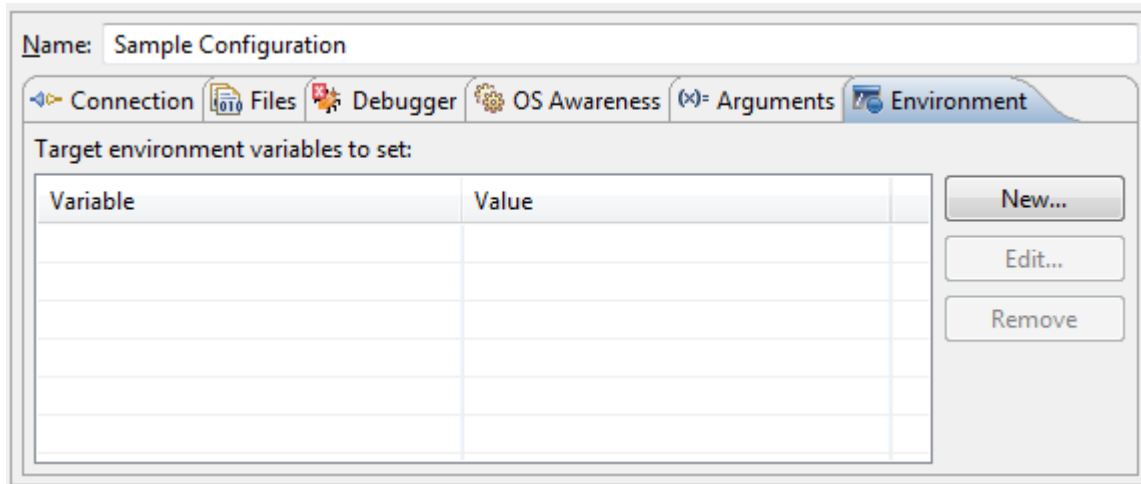 Name: Sample Configuration
Connection Files Debugger OS Awareness (x)= Arguments Environment
Target environment variables to set:
Variable Value New...
Edit...
Remove